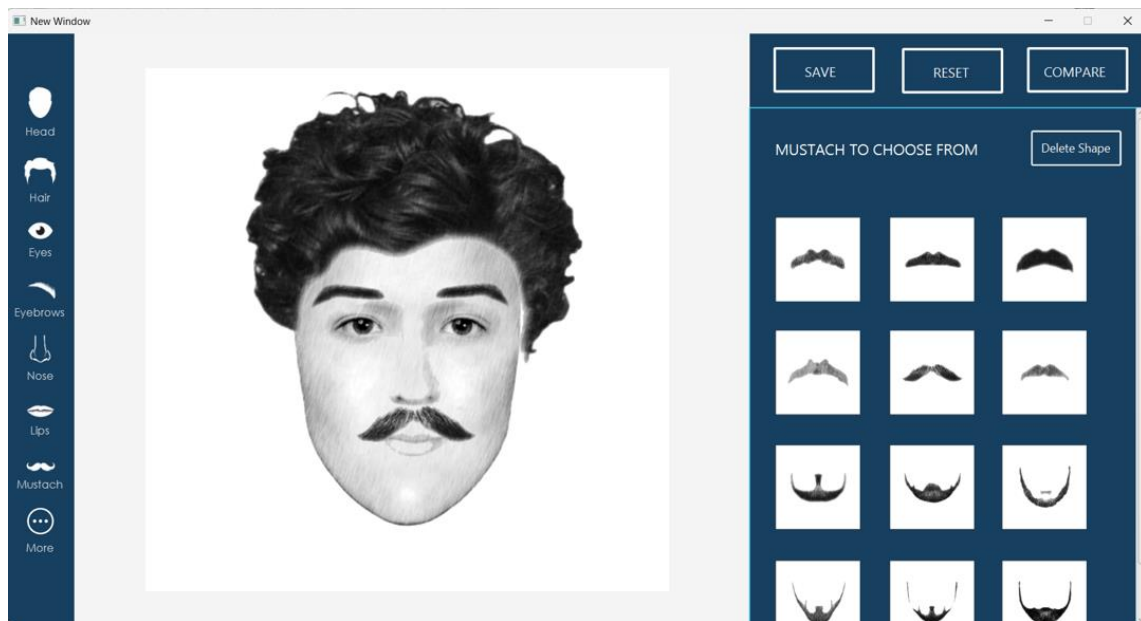 New Window
Head
Hair
Eyes
Eyebrows
Nose
Lips
Mustach
More
SAVE
RESET
COMPARE
MUSTACH TO CHOOSE FROM
Delete Shape